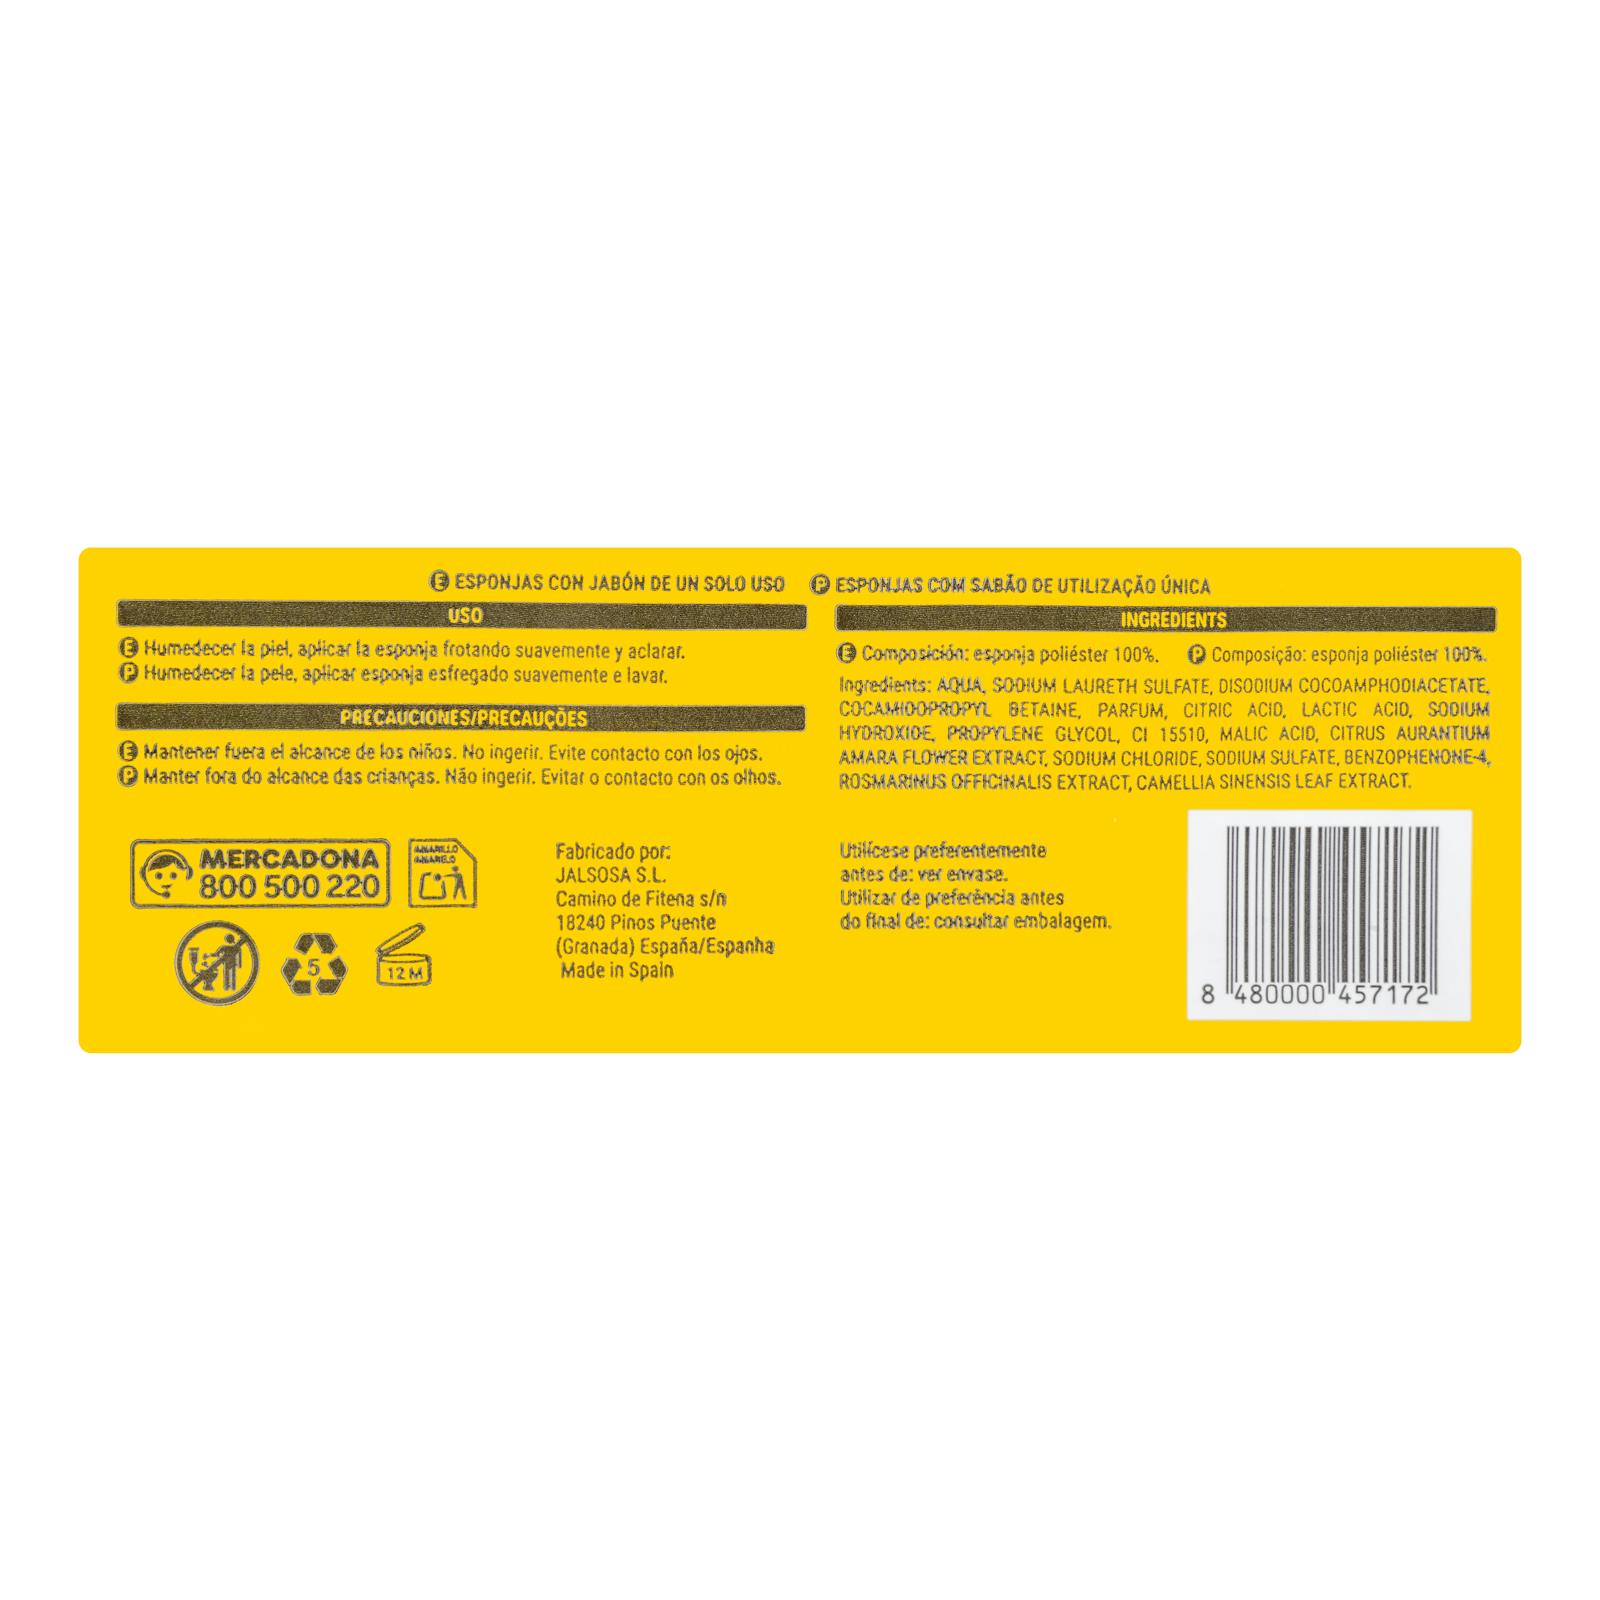 E ESPONJAS CON JABÓN DE UN SOLO USO
P ESPONJAS COM SABÃO DE UTILIZAÇÃO ÚNICA
USO
E Humedecer la piel, aplicar la esponja frotando suavemente y aclarar.
P Humedecer la pele, aplicar esponja esfregado suavemente e lavar.
PRECAUCIONES/PRECAUÇÕES
E Mantener fuera el alcance de los niños. No ingerir. Evite contacto con los ojos.
P Manter fora do alcance das crianças. Não ingerir. Evitar o contacto con os olhos.
INGREDIENTS
E Composición: esponja poliéster 100%. P Composição: esponja poliéster 100%.
Ingredients: AQUA, SODIUM LAURETH SULFATE, DISODIUM COCOAMPHODIACETATE,
COCAMIDOPROPYL BETAINE, PARFUM, CITRIC ACID, LACTIC ACID, SODIUM
HYDROXIDE, PROPYLENE GLYCOL, CI 15510, MALIC ACID, CITRUS AURANTIUM
AMARA FLOWER EXTRACT, SODIUM CHLORIDE, SODIUM SULFATE, BENZOPHENONE-4,
ROSMARINUS OFFICINALIS EXTRACT, CAMELLIA SINENSIS LEAF EXTRACT.
MERCADONA
800 500 220
AMARILLO
AMARELO
5
12 M
Fabricado por:
JALSOSA S.L.
Camino de Fitena s/n
18240 Pinos Puente
(Granada) España/Espanha
Made in Spain
Utilícese preferentemente
antes de: ver envase.
Utilizar de preferência antes
do final de: consultar embalagem.
8 480000 457172